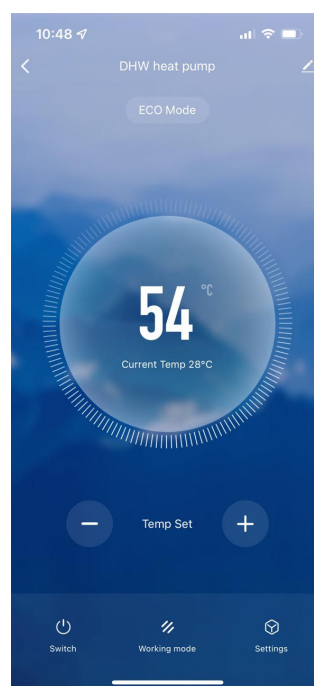 10:48
DHW heat pump
ECO Mode
54 °C
Current Temp 28°C
Temp Set
Switch
Working mode
Settings